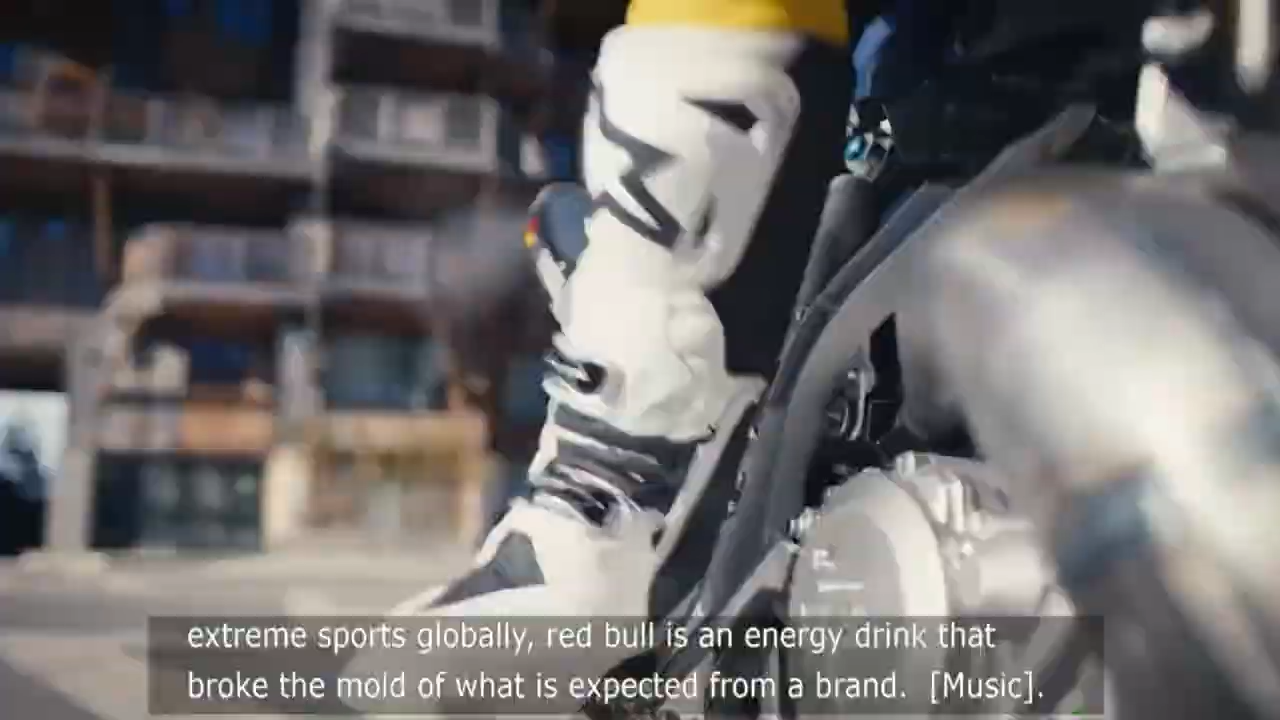 extreme sports globally, red bull is an energy drink that
broke the mold of what is expected from a brand.  [Music].